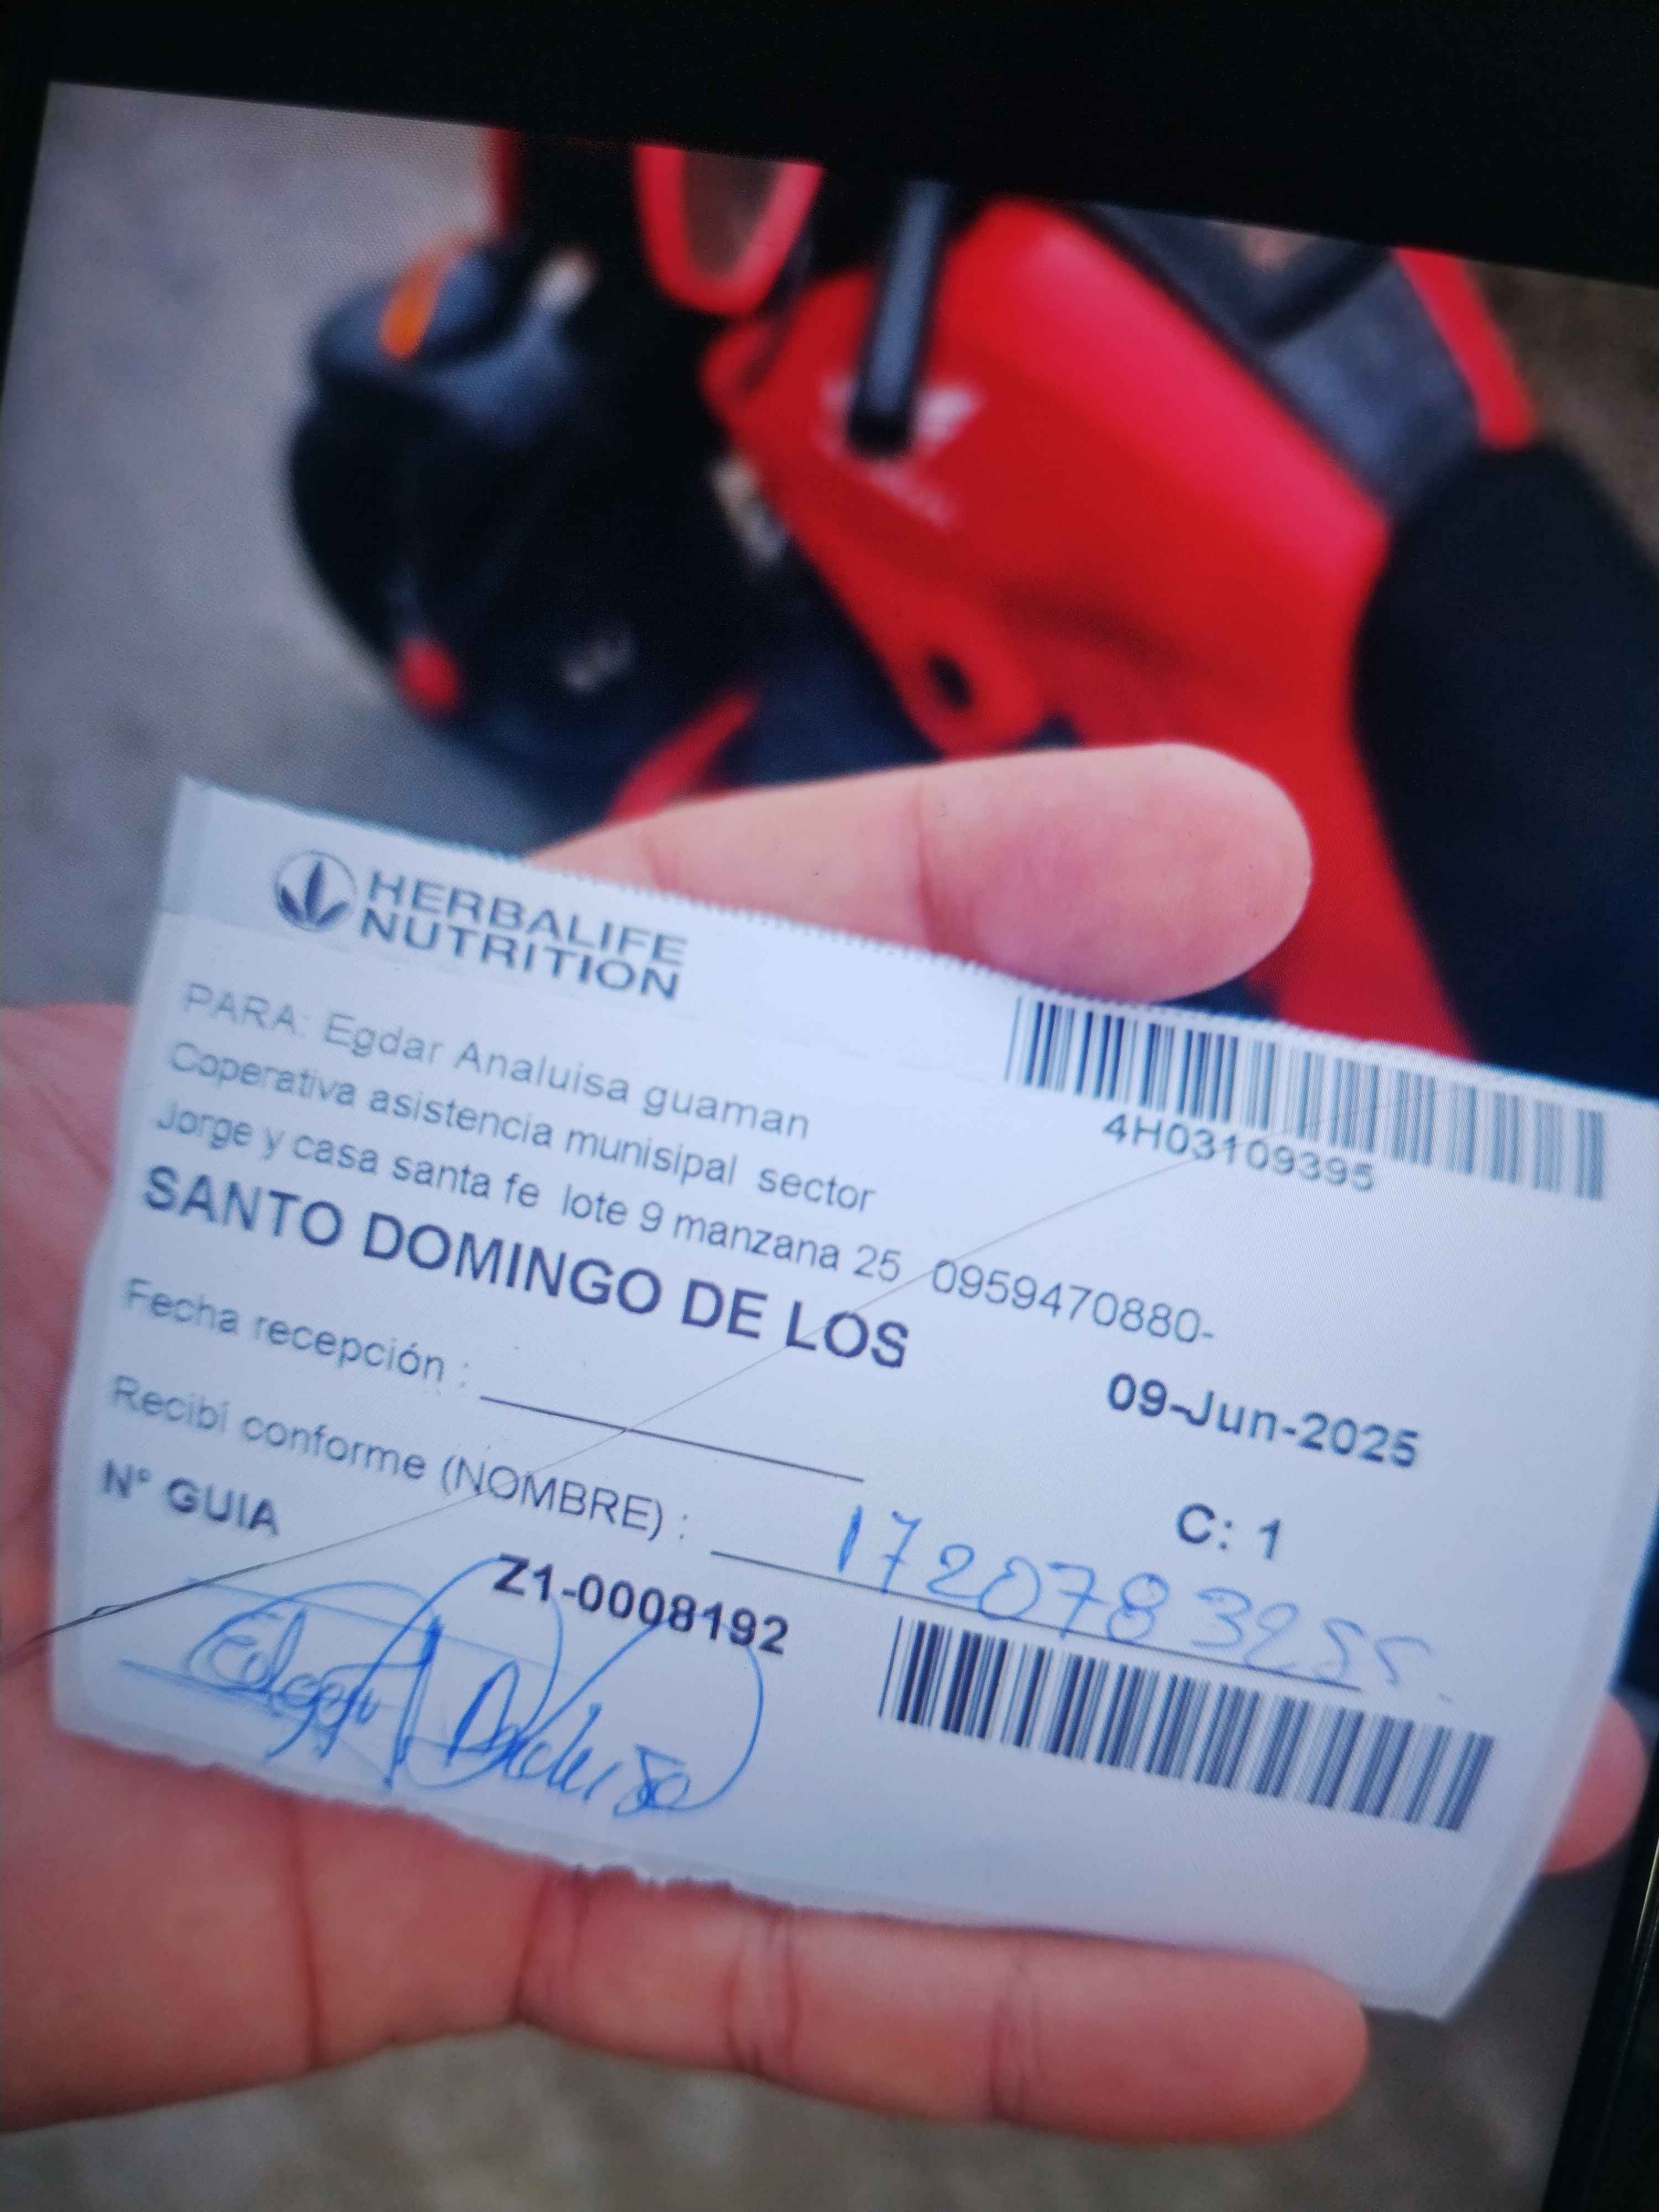 HERBALIFE
NUTRITION
4H03109395
PARA: Egdar Analuisa guaman
Coperativa asistencia munisipal sector
Jorge y casa santa fe lote 9 manzana 25 0959470880-
SANTO DOMINGO DE LOS
09-Jun-2025
Fecha recepción :
C: 1
Recibí conforme (NOMBRE) : 1720783255
N° GUIA
Z1-0008192